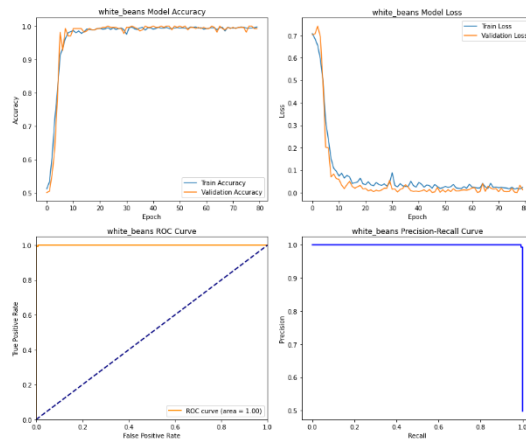 white_beans Model Accuracy
1.0
0.9
0.8
0.7
0.6
0.5
Accuracy
Train Accuracy
Validation Accuracy
0 10 20 30 40 50 60 70 80
Epoch
white_beans Model Loss
Train Loss
Validation Loss
0.7
0.6
0.5
0.4
0.3
0.2
0.1
0.0
Loss
0 10 20 30 40 50 60 70 80
Epoch
white_beans ROC Curve
1.0
0.8
0.6
0.4
0.2
0.0
True Positive Rate
ROC curve (area = 1.00)
0.0 0.2 0.4 0.6 0.8 1.0
False Positive Rate
white_beans Precision-Recall Curve
1.0
0.9
0.8
0.7
0.6
0.5
Precision
0.0 0.2 0.4 0.6 0.8 1.0
Recall